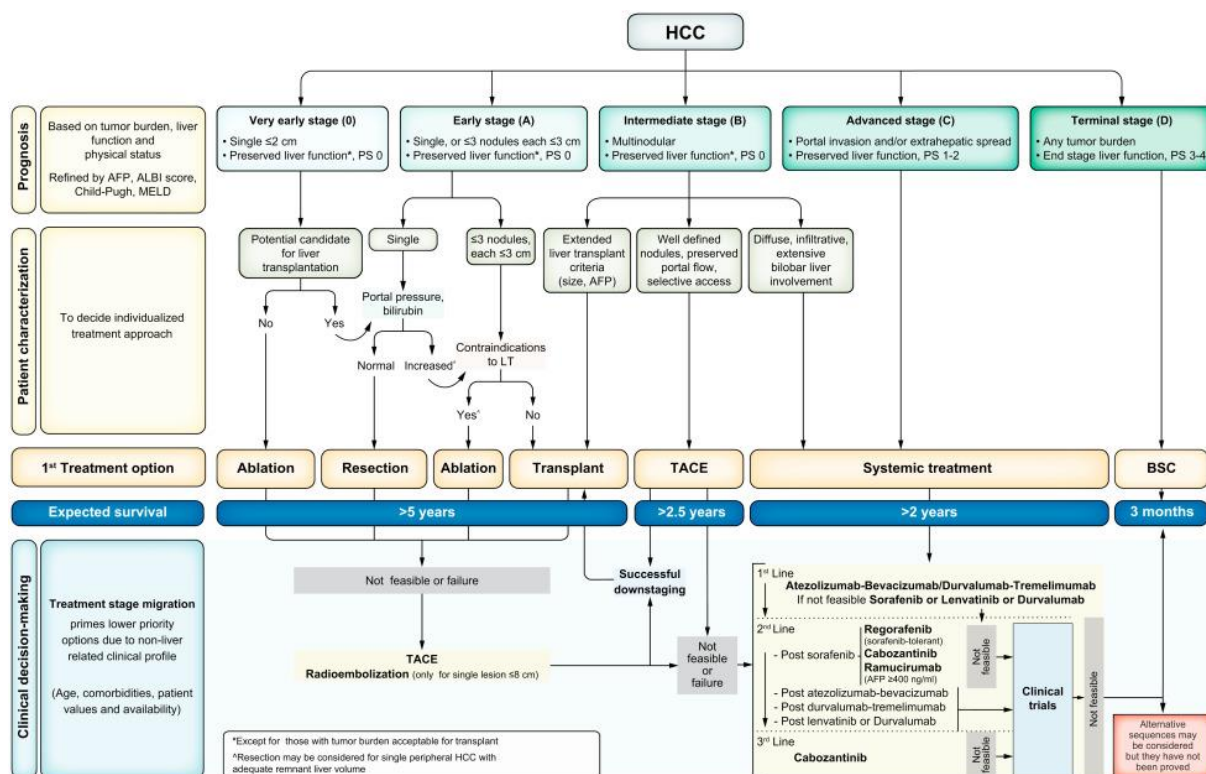 HCC
Prognosis
Based on tumor burden, liver
function and
physical status
Refined by AFP, ALBI score,
Child-Pugh, MELD
Very early stage (0)
• Single ≤2 cm
• Preserved liver function*, PS 0
Early stage (A)
• Single, or ≤3 nodules each ≤3 cm
• Preserved liver function*, PS 0
Intermediate stage (B)
• Multinodular
• Preserved liver function*, PS 0
Advanced stage (C)
• Portal invasion and/or extrahepatic spread
• Preserved liver function, PS 1-2
Terminal stage (D)
• Any tumor burden
• End stage liver function, PS 3-4
Patient characterization
To decide individualized
treatment approach
Potential candidate
for liver
transplantation
Single
≤3 nodules,
each ≤3 cm
Extended
liver transplant
criteria
(size, AFP)
Well defined
nodules, preserved
portal flow,
selective access
Diffuse, infiltrative,
extensive
bilobar liver
involvement
No
Yes
Portal pressure,
bilirubin
Normal
Increased
Contraindications
to LT
Yes^
No
1st Treatment option
Ablation
Resection
Ablation
Transplant
TACE
Systemic treatment
BSC
Expected survival
>5 years
>2.5 years
>2 years
3 months
Clinical decision-making
Treatment stage migration
primes lower priority
options due to non-liver
related clinical profile
(Age, comorbidities, patient
values and availability)
Not feasible or failure
Successful
downstaging
TACE
Radioembolization (only for single lesion ≤8 cm)
Not
feasible
or
failure
1st Line
Atezolizumab-Bevacizumab/Durvalumab-Tremelimumab
If not feasible Sorafenib or Lenvatinib or Durvalumab
2nd Line
- Post sorafenib
Regorafenib
(sorafenib-tolerant)
Cabozantinib
Ramucirumab
(AFP ≥400 ng/ml)
Not
feasible
- Post atezolizumab-bevacizumab
- Post durvalumab-tremelimumab
- Post lenvatinib or Durvalumab
Clinical
trials
Not feasible
3rd Line
Cabozantinib
Not
feasible
Alternative
sequences may
be considered
but they have not
been proved
*Except for those with tumor burden acceptable for transplant
^Resection may be considered for single peripheral HCC with
adequate remnant liver volume